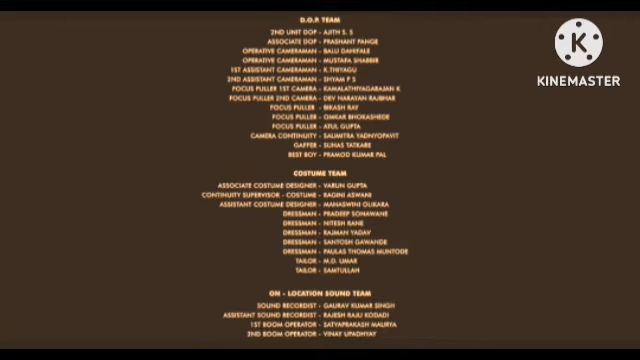 D.O.P. TEAM
2ND UNIT DOP - AJITH S. S
ASSOCIATE DOP - PRASHANT PANGE
OPERATIVE CAMERAMAN - BALU DAHIFALE
OPERATIVE CAMERAMAN - MUSTAFA SHABBIR
1ST ASSISTANT CAMERAMAN - K.THIYAGU
2ND ASSISTANT CAMERAMAN - SHYAM P S
FOCUS PULLER 1ST CAMERA - KAMALATHIYAGARAJAN K
FOCUS PULLER 2ND CAMERA - DEV NARAYAN RAJBHAR
FOCUS PULLER - BIKASH RAY
FOCUS PULLER - OMKAR BHOKASHEDE
FOCUS PULLER - ATUL GUPTA
CAMERA CONTINUITY - SAUMITRA YADNYOPAVIT
GAFFER - SUHAS TATKARE
BEST BOY - PRAMOD KUMAR PAL
K
KINEMASTER
COSTUME TEAM
ASSOCIATE COSTUME DESIGNER - VARUN GUPTA
CONTINUITY SUPERVISOR - COSTUME - RAGINI ASWANI
ASSISTANT COSTUME DESIGNER - MANASWINI OLIKARA
DRESSMAN - PRADEEP SONAWANE
DRESSMAN - NITESH RANE
DRESSMAN - RAJMAN YADAV
DRESSMAN - SANTOSH GAWANDE
DRESSMAN - PAULAS THOMAS MUNTODE
TAILOR - M.D. UMAR
TAILOR - SAMTULLAH
ON - LOCATION SOUND TEAM
SOUND RECORDIST - GAURAV KUMAR SINGH
ASSISTANT SOUND RECORDIST - RAJESH RAJU KODADI
1ST BOOM OPERATOR - SATYAPRAKASH MAURYA
2ND BOOM OPERATOR - VINAY UPADHYAY